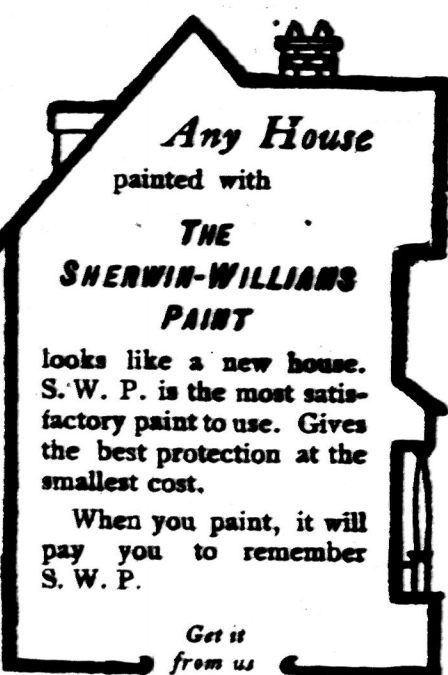 Any House
painted with
THE
SHERWIN-WILLIAMS
PAINT
looks like a new house.
S. W. P. is the most satis-
factory paint to use. Gives
the best protection at the
smallest cost.
When you paint, it will
pay you to remember
S. W. P.
Get it
from us